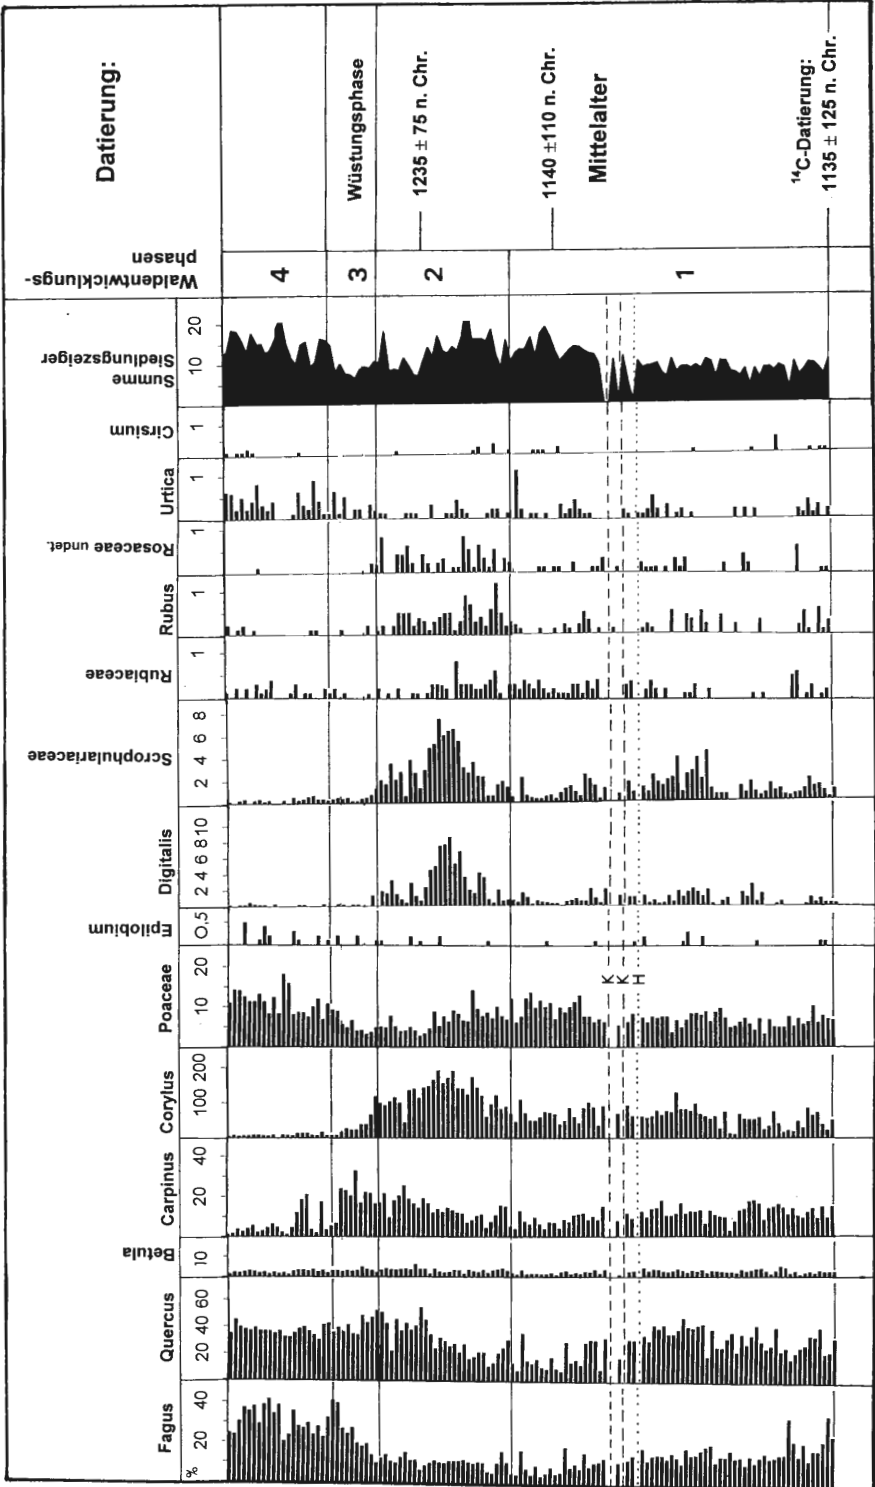 Datierung:
Wüstungsphase
1235 ± 75 n. Chr.
1140 ±110 n. Chr.
Mittelalter
¹⁴C-Datierung:
1135 ± 125 n. Chr.
Waldentwicklungs-
phasen
4
3
2
1
Summe
Siedlungszeiger
10 20
Cirsium
1
Urtica
1
Rosaceae undet.
1
Rubus
1
Rubiaceae
1
Scrophulariaceae
2 4 6 8
Digitalis
2 4 6 8 10
Epilobium
0,5
Poaceae
10 20
K
K
H
Corylus
100 200
Carpinus
20 40
Betula
10
Quercus
20 40 60
Fagus
20 40
%